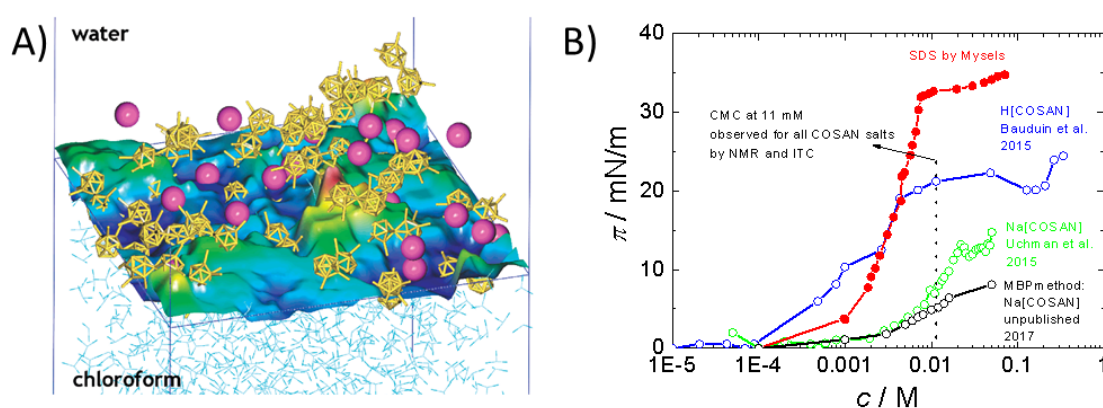 A)
water
chloroform
B)
π / mN/m
40
30
20
10
0
SDS by Mysels
CMC at 11 mM
observed for all COSAN salts
by NMR and ITC
H[COSAN]
Bauduin et al.
2015
Na[COSAN]
Uchman et al.
2015
MBPmethod:
Na[COSAN]
unpublished
2017
1E-5 1E-4 0.001 0.01 0.1 1
c / M